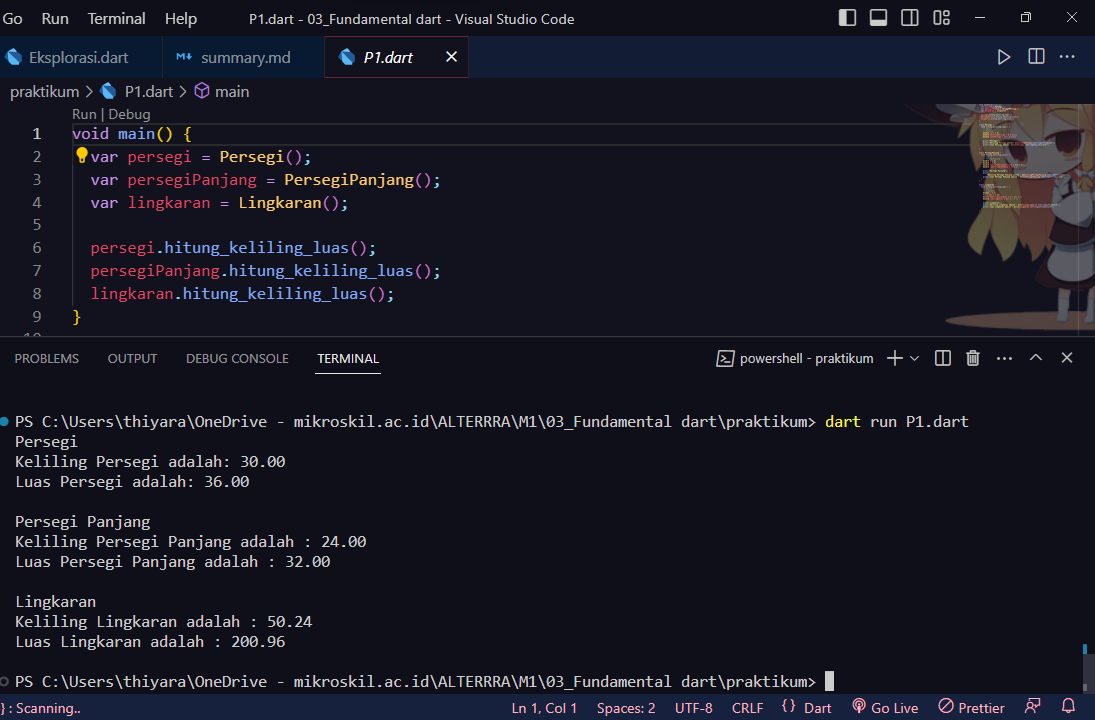 Go Run Terminal Help P1.dart - 03_Fundamental dart - Visual Studio Code
Eksplorasi.dart summary.md P1.dart
praktikum > P1.dart > main
Run | Debug
1 void main() {
2 var persegi = Persegi();
3 var persegiPanjang = PersegiPanjang();
4 var lingkaran = Lingkaran();
5
6 persegi.hitung_keliling_luas();
7 persegiPanjang.hitung_keliling_luas();
8 lingkaran.hitung_keliling_luas();
9 }
10
PROBLEMS OUTPUT DEBUG CONSOLE TERMINAL powershell - praktikum
PS C:\Users\thiyara\OneDrive - mikroskil.ac.id\ALTERRRA\M1\03_Fundamental dart\praktikum> dart run P1.dart
Persegi
Keliling Persegi adalah: 30.00
Luas Persegi adalah: 36.00
Persegi Panjang
Keliling Persegi Panjang adalah : 24.00
Luas Persegi Panjang adalah : 32.00
Lingkaran
Keliling Lingkaran adalah : 50.24
Luas Lingkaran adalah : 200.96
PS C:\Users\thiyara\OneDrive - mikroskil.ac.id\ALTERRRA\M1\03_Fundamental dart\praktikum>
} : Scanning.. Ln 1, Col 1 Spaces: 2 UTF-8 CRLF {} Dart Go Live Prettier